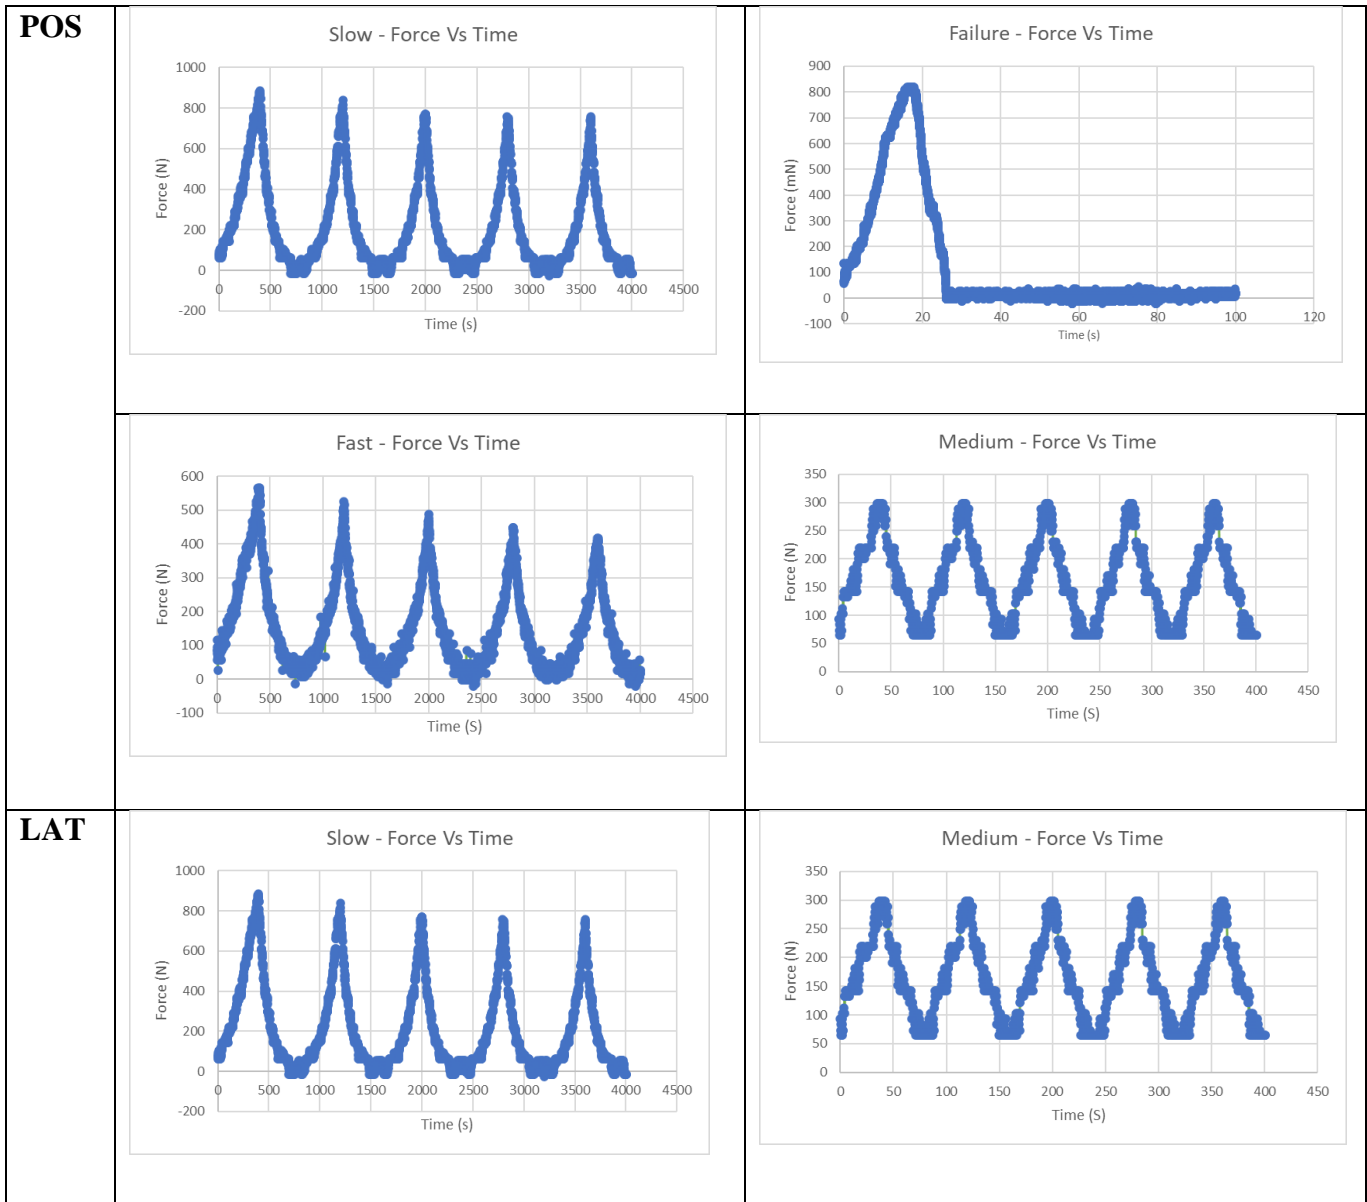 POS
Slow - Force Vs Time
1000
800
600
400
200
0
-200
0 500 1000 1500 2000 2500 3000 3500 4000 4500
Force (N)
Time (s)
Failure - Force Vs Time
900
800
700
600
500
400
300
200
100
0
-100
0 20 40 60 80 100 120
Force (mN)
Time (s)
Fast - Force Vs Time
600
500
400
300
200
100
0
-100
0 500 1000 1500 2000 2500 3000 3500 4000 4500
Force (N)
Time (S)
Medium - Force Vs Time
350
300
250
200
150
100
50
0
0 50 100 150 200 250 300 350 400 450
Force (N)
Time (S)
LAT
Slow - Force Vs Time
1000
800
600
400
200
0
-200
0 500 1000 1500 2000 2500 3000 3500 4000 4500
Force (N)
Time (s)
Medium - Force Vs Time
350
300
250
200
150
100
50
0
0 50 100 150 200 250 300 350 400 450
Force (N)
Time (S)